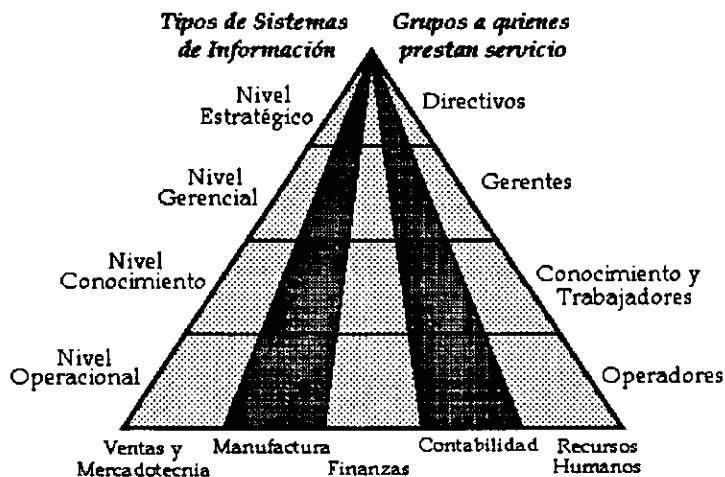 Tipos de Sistemas
de Información
Grupos a quienes
prestan servicio
Nivel
Estratégico
Directivos
Nivel
Gerencial
Gerentes
Nivel
Conocimiento
Conocimiento y
Trabajadores
Nivel
Operacional
Operadores
Ventas y
Mercadotecnia
Manufactura
Finanzas
Contabilidad
Recursos
Humanos